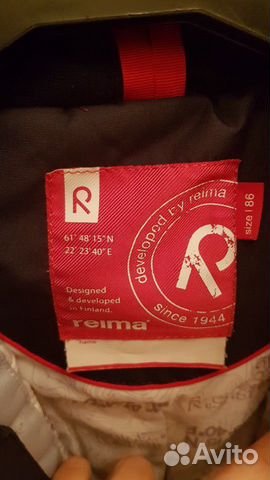 R
61° 48' 15" N
22° 23' 40" E
Designed
& developed
in Finland.
reima
developed by reima
R
since 1944
size | 86
name
Avito